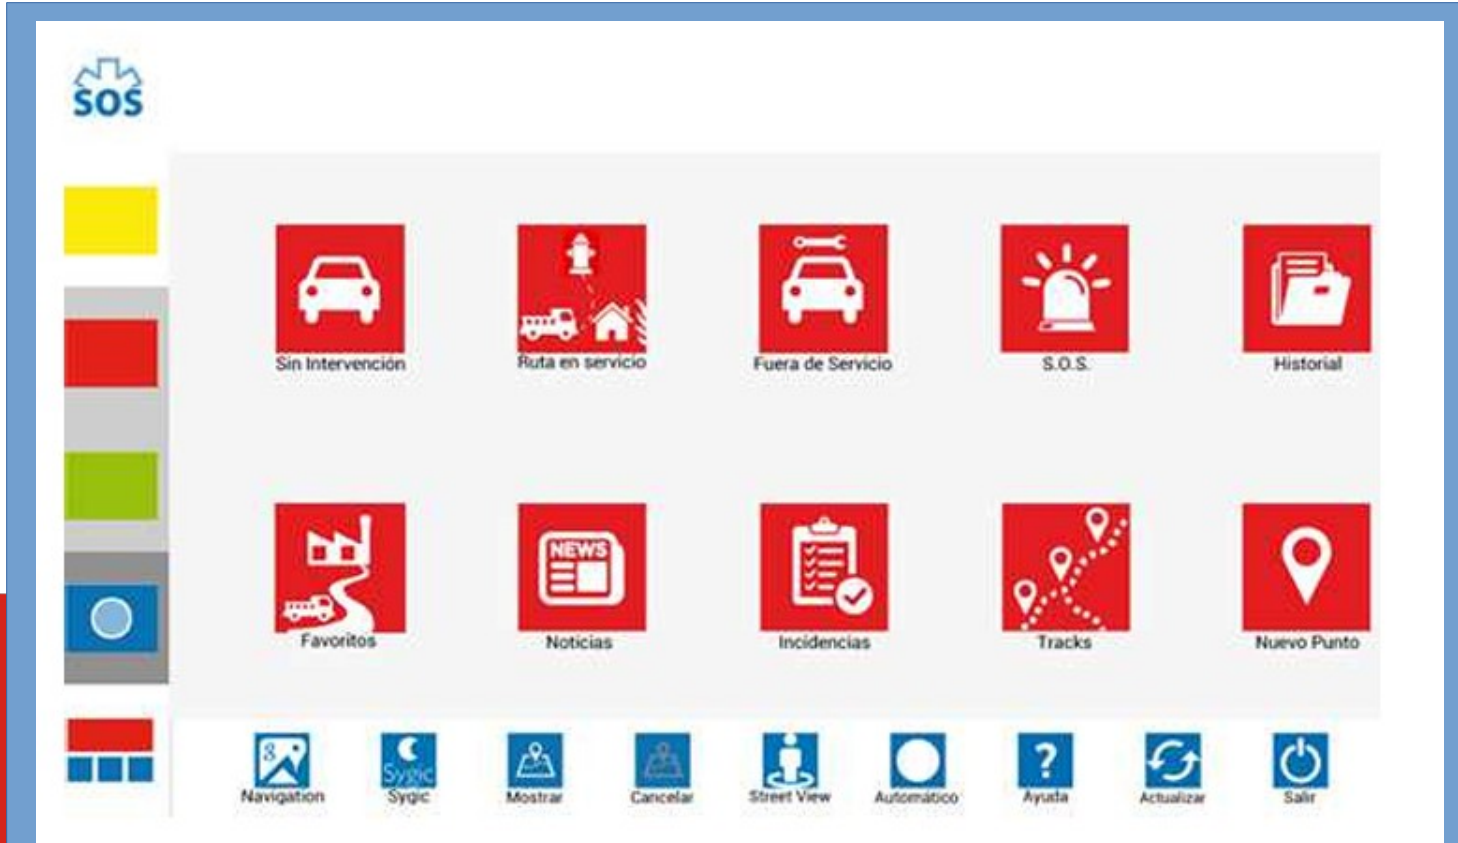 SOS
Sin Intervención
Ruta en servicio
Fuera de Servicio
S.O.S.
Historial
NEWS
Favoritos
Noticias
Incidencias
Tracks
Nuevo Punto
g
Sygic
?
Navigation
Sygic
Mostrar
Cancelar
Street View
Automático
Ayuda
Actualizar
Salir